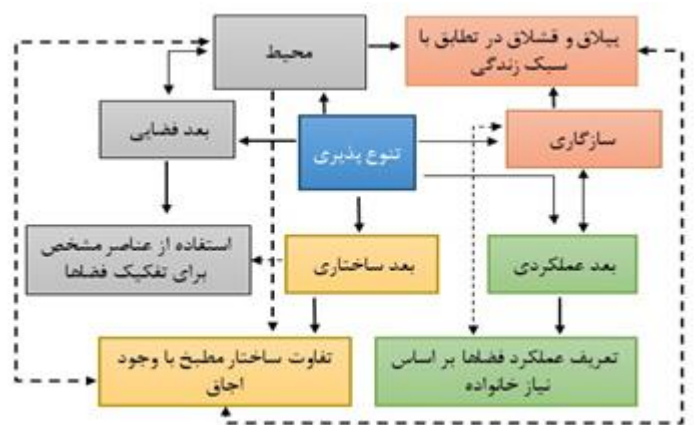 ییلاق و قشلاق در تطابق با
سبک زندگی
محیط
سازگاری
تنوع پذیری
بعد فضایی
استفاده از عناصر مشخص
برای تفکیک فضاها
بعد ساختاری
بعد عملکردی
تفاوت ساختار مطبخ با وجود
اجاق
تعریف عملکرد فضاها بر اساس
نیاز خانواده